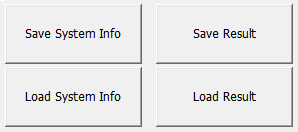 Save System Info
Save Result
Load System Info
Load Result